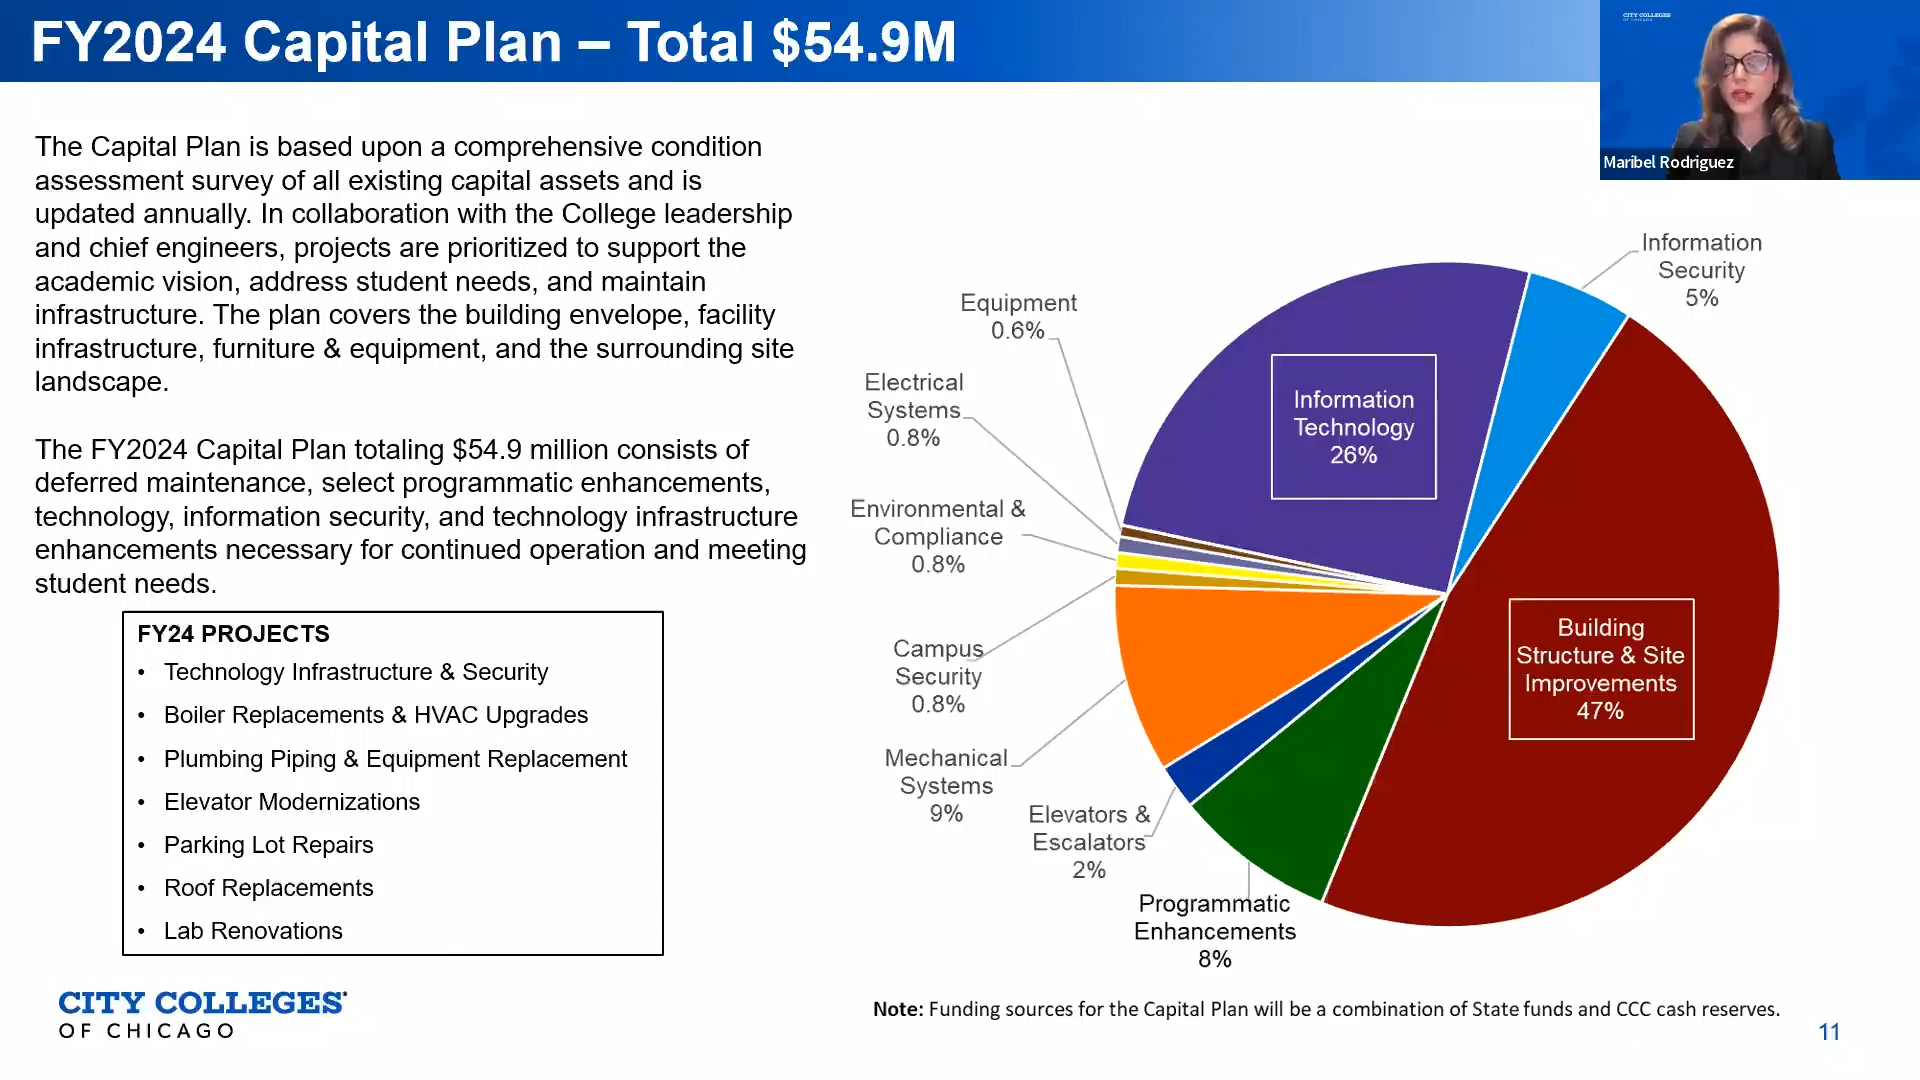 FY2024 Capital Plan – Total $54.9M
CITY COLLEGES
OF CHICAGO
Maribel Rodriguez
The Capital Plan is based upon a comprehensive condition
assessment survey of all existing capital assets and is
updated annually. In collaboration with the College leadership
and chief engineers, projects are prioritized to support the
academic vision, address student needs, and maintain
infrastructure. The plan covers the building envelope, facility
infrastructure, furniture & equipment, and the surrounding site
landscape.
The FY2024 Capital Plan totaling $54.9 million consists of
deferred maintenance, select programmatic enhancements,
technology, information security, and technology infrastructure
enhancements necessary for continued operation and meeting
student needs.
FY24 PROJECTS
• Technology Infrastructure & Security
• Boiler Replacements & HVAC Upgrades
• Plumbing Piping & Equipment Replacement
• Elevator Modernizations
• Parking Lot Repairs
• Roof Replacements
• Lab Renovations
Information
Security
5%
Equipment
0.6%
Electrical
Systems
0.8%
Information
Technology
26%
Environmental &
Compliance
0.8%
Campus
Security
0.8%
Building
Structure & Site
Improvements
47%
Mechanical
Systems
9%
Elevators &
Escalators
2%
Programmatic
Enhancements
8%
CITY COLLEGES
OF CHICAGO
Note: Funding sources for the Capital Plan will be a combination of State funds and CCC cash reserves.
11